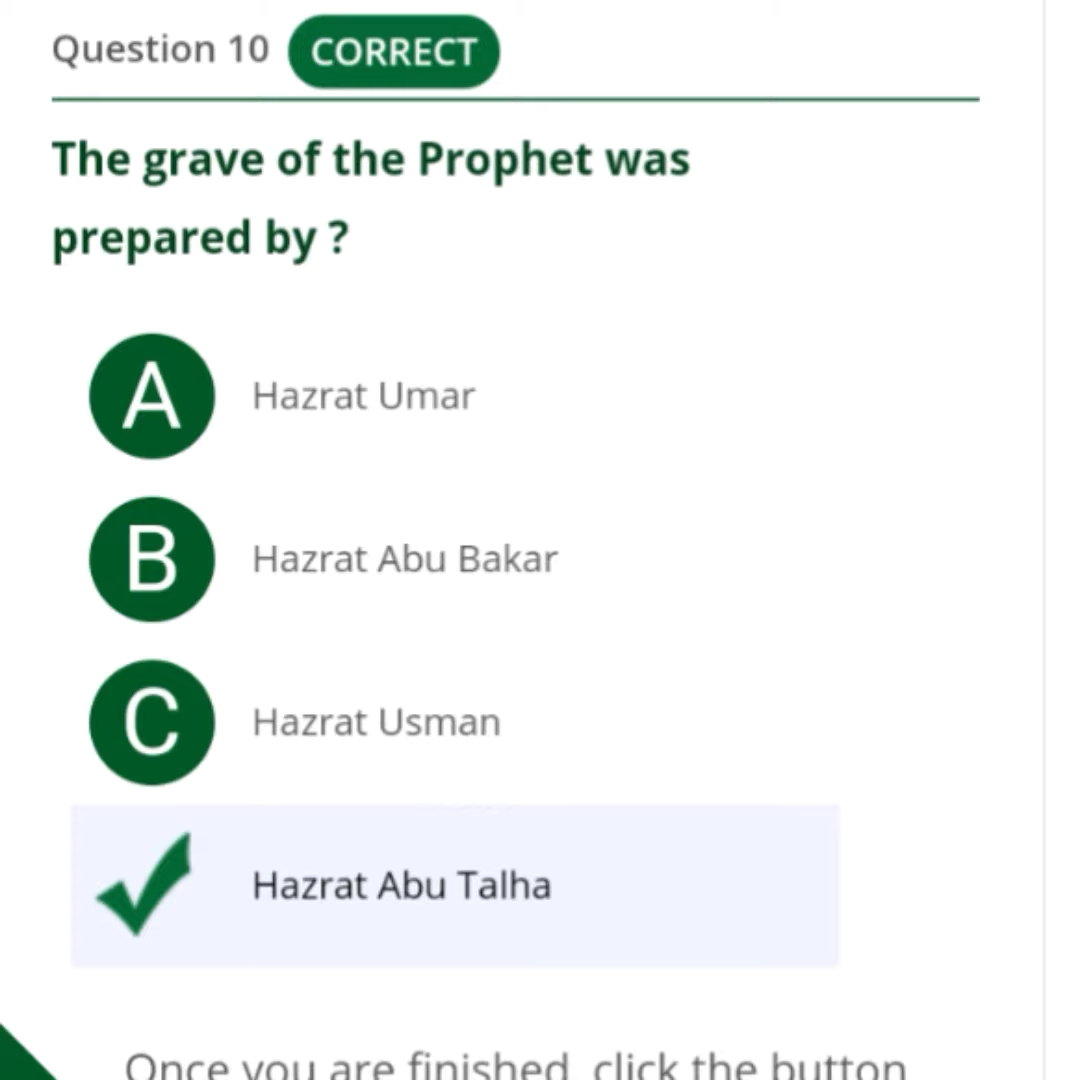 Question 10 CORRECT
The grave of the Prophet was
prepared by ?
A Hazrat Umar
B Hazrat Abu Bakar
C Hazrat Usman
Hazrat Abu Talha
Once you are finished, click the button